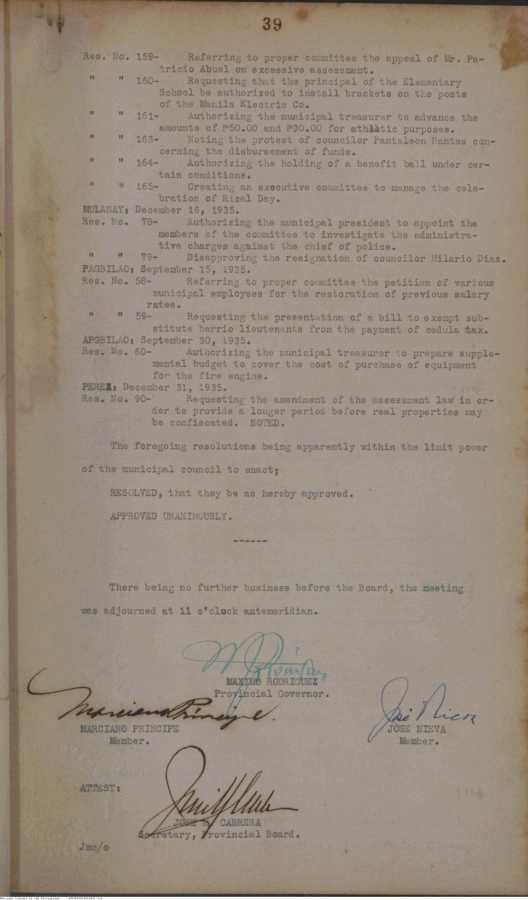 39
Res. No. 159- Referring to proper committee the appeal of Mr. Pa-
tricio Abual on excessive assessment.
" " 160- Requesting that the principal of the Elementary
School be authorized to install brackets on the posts
of the Manila Electric Co.
" " 161- Authorizing the municipal treasurer to advance the
amounts of ₱50.00 and ₱30.00 for athletic purposes.
" " 163- Noting the protest of councilor Pantaleon Nantes con-
cerning the disbursement of funds.
" " 164- Authorizing the holding of a benefit ball under cer-
tain conditions.
" " 165- Creating an executive committee to manage the cele-
bration of Rizal Day.
MULANAY: December 16, 1935.
Res. No. 78- Authorizing the municipal president to appoint the
members of the committee to investigate the administra-
tive charges against the chief of police.
" " 79- Disapproving the resignation of councilor Hilario Diaz.
PAGBILAO: September 15, 1935.
Res. No. 58- Referring to proper committee the petition of various
municipal employees for the restoration of previous salary
rates.
" " 59- Requesting the presentation of a bill to exempt sub-
stitute barrio lieutenants from the payment of cedula tax.
APGBILAO: September 30, 1935.
Res. No. 60- Authorizing the municipal treasurer to prepare supple-
mental budget to cover the cost of purchase of equipment
for the fire engine.
PEREZ: December 31, 1935.
Res. No. 90- Requesting the amendment of the assessment law in or-
der to provide a longer period before real properties may
be confiscated. NOTED.
The foregoing resolutions being apparently within the limit power
of the municipal council to enact;
RESOLVED, that they be as hereby approved.
APPROVED UNANIMOUSLY.
------
There being no further business before the Board, the meeting
was adjourned at 11 o'clock antemeridian.
MAXIMO RODRIGUEZ
Provincial Governor.
Marciano Principe.
MARCIANO PRINCIPE
Member.
José Nieva
JOSE NIEVA
Member.
ATTEST:
JOSE M. CABRERA
Secretary, Provincial Board.
Jmc/o